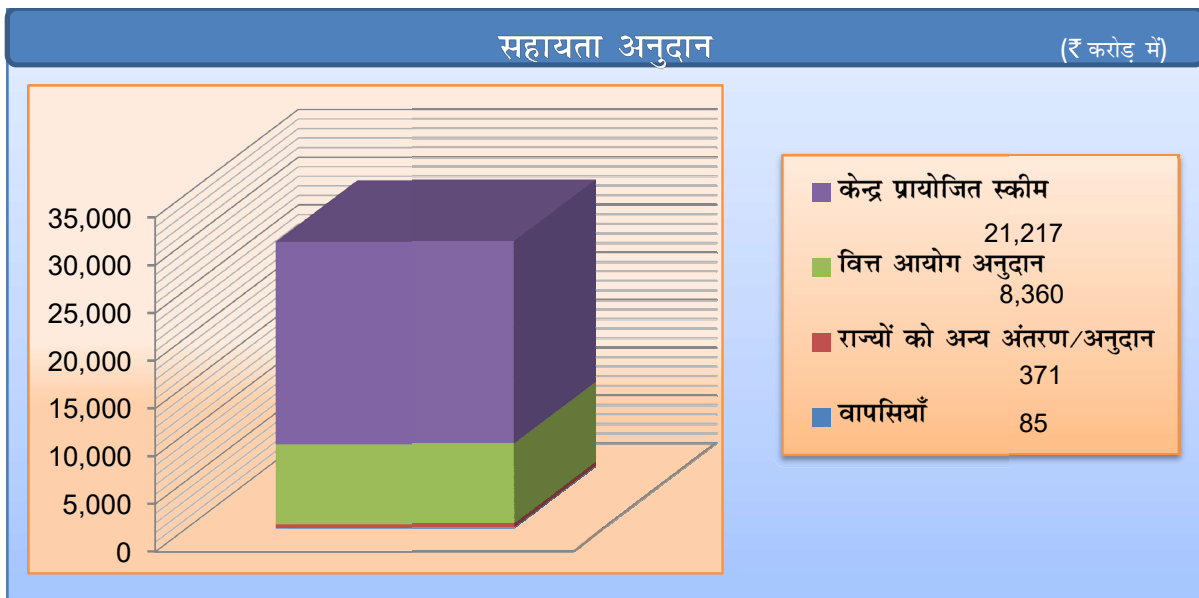 सहायता अनुदान
(₹ करोड़ में)
35,000
30,000
25,000
20,000
15,000
10,000
5,000
0
केन्द्र प्रायोजित स्कीम
21,217
वित्त आयोग अनुदान
8,360
राज्यों को अन्य अंतरण/अनुदान
371
वापसियाँ 85